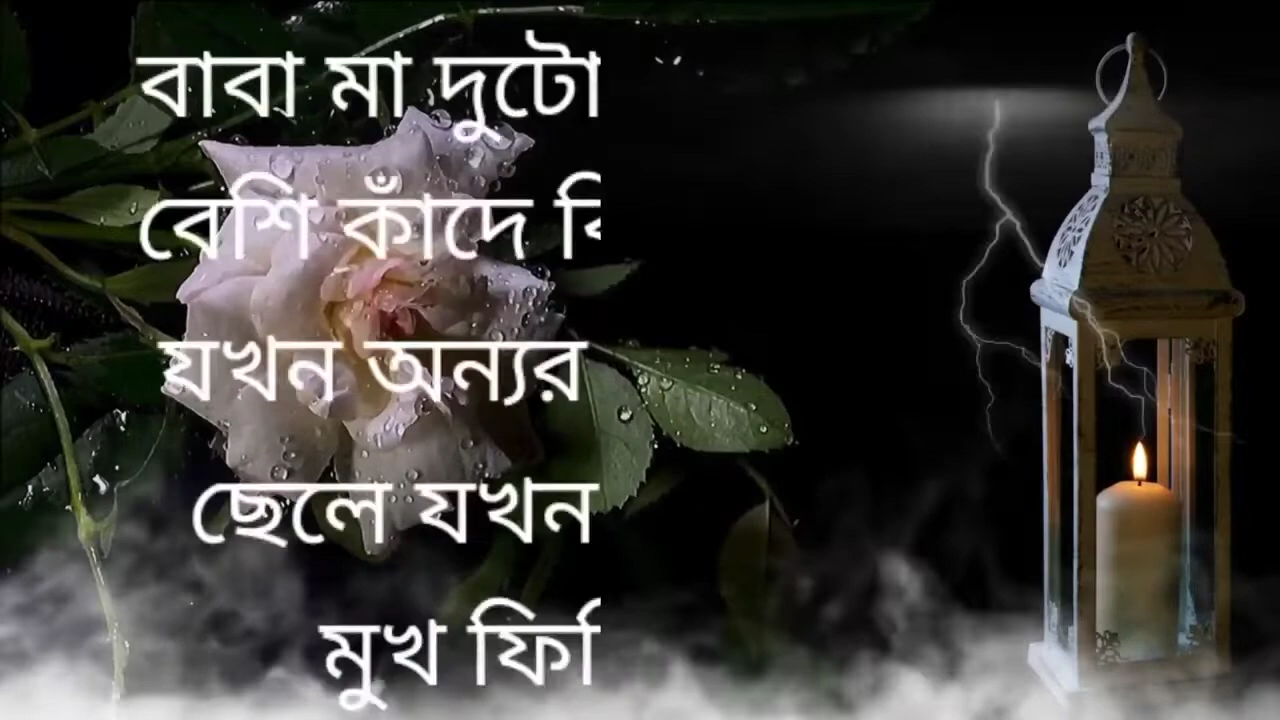 বাবা মা দুটো
বেশি কাঁদে
যখন অন্যর
ছেলে যখন
মুখ ফিি